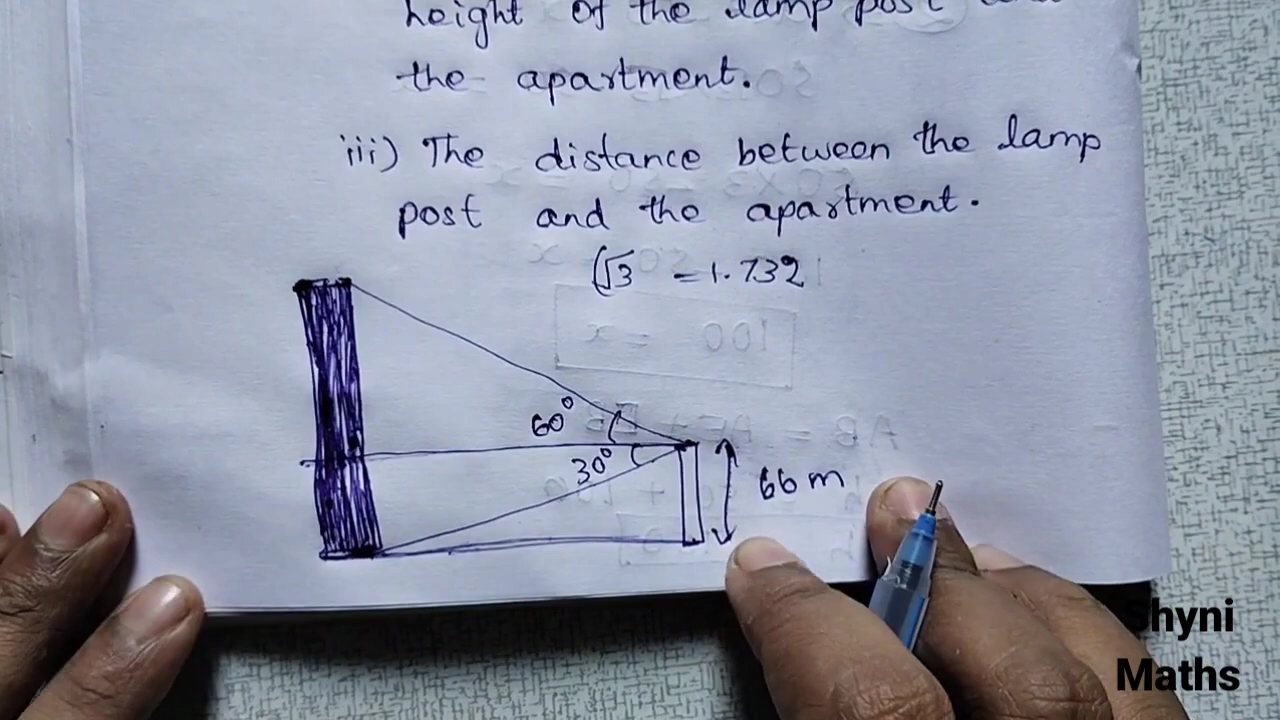 height of the lamp post and
the apartment.
iii) The distance between the lamp
post and the apartment.
(√3 = 1.732
60°
30°
66 m
Shyni
Maths